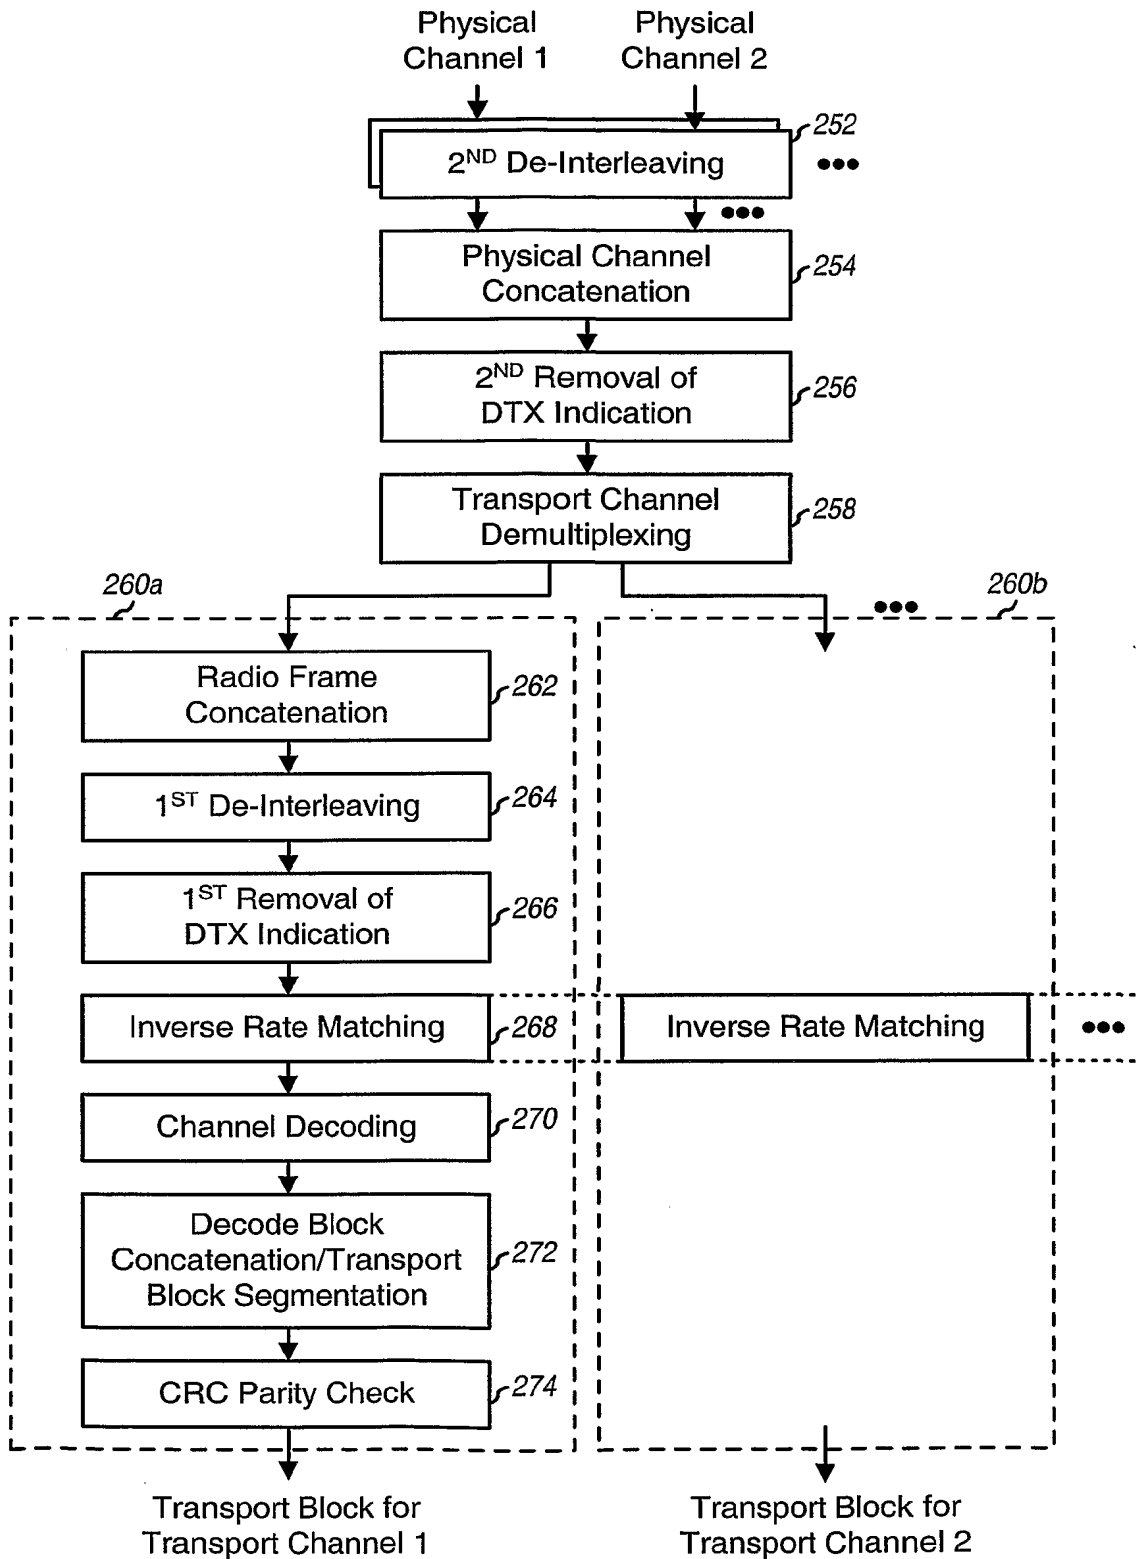 Physical
Channel 1
Physical
Channel 2
252
2ND De-Interleaving
Physical Channel
Concatenation
254
2ND Removal of
DTX Indication
256
Transport Channel
Demultiplexing
258
260a
260b
Radio Frame
Concatenation
262
1ST De-Interleaving
264
1ST Removal of
DTX Indication
266
Inverse Rate Matching
268
Inverse Rate Matching
Channel Decoding
270
Decode Block
Concatenation/Transport
Block Segmentation
272
CRC Parity Check
274
Transport Block for
Transport Channel 1
Transport Block for
Transport Channel 2